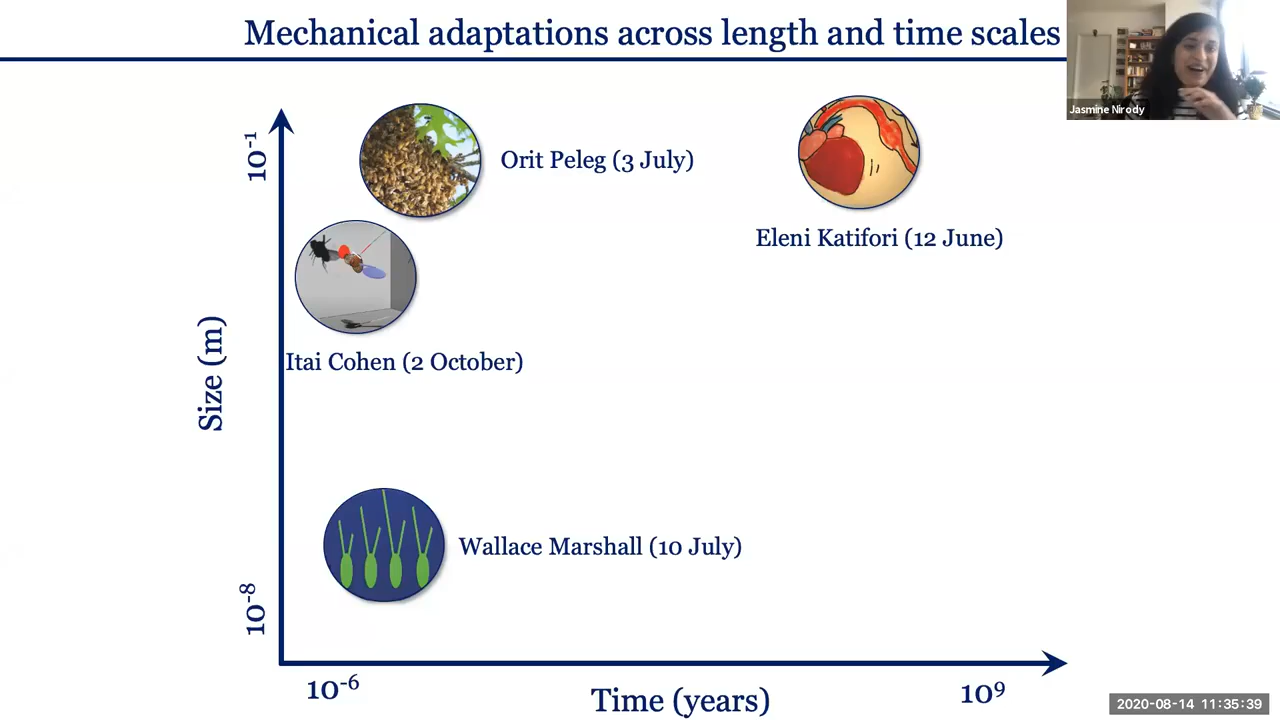 Mechanical adaptations across length and time scales
Jasmine Nirody
10⁻¹
Orit Peleg (3 July)
Eleni Katifori (12 June)
Size (m)
Itai Cohen (2 October)
Wallace Marshall (10 July)
10⁻⁸
10⁻⁶
Time (years)
10⁹
2020-08-14 11:35:39